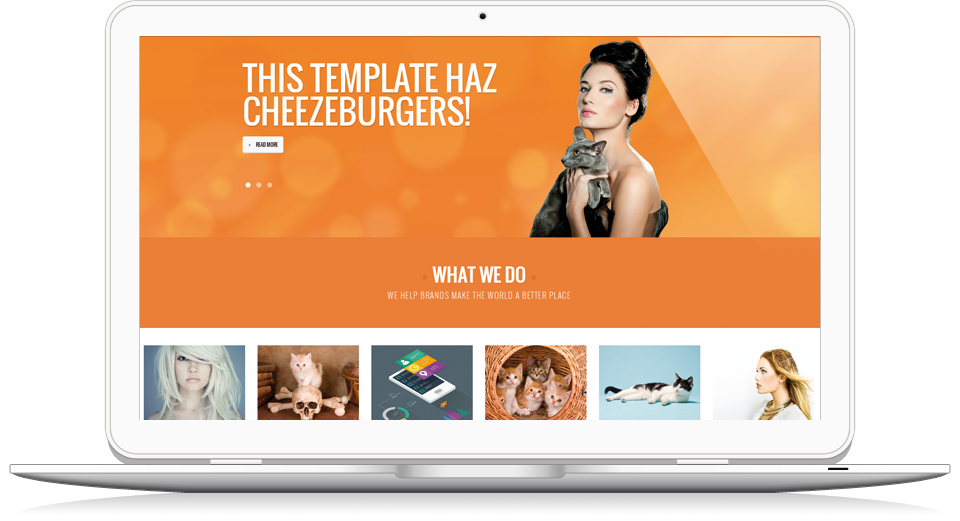 THIS TEMPLATE HAZ
CHEEZEBURGERS!
READ MORE
WHAT WE DO
WE HELP BRANDS MAKE THE WORLD A BETTER PLACE